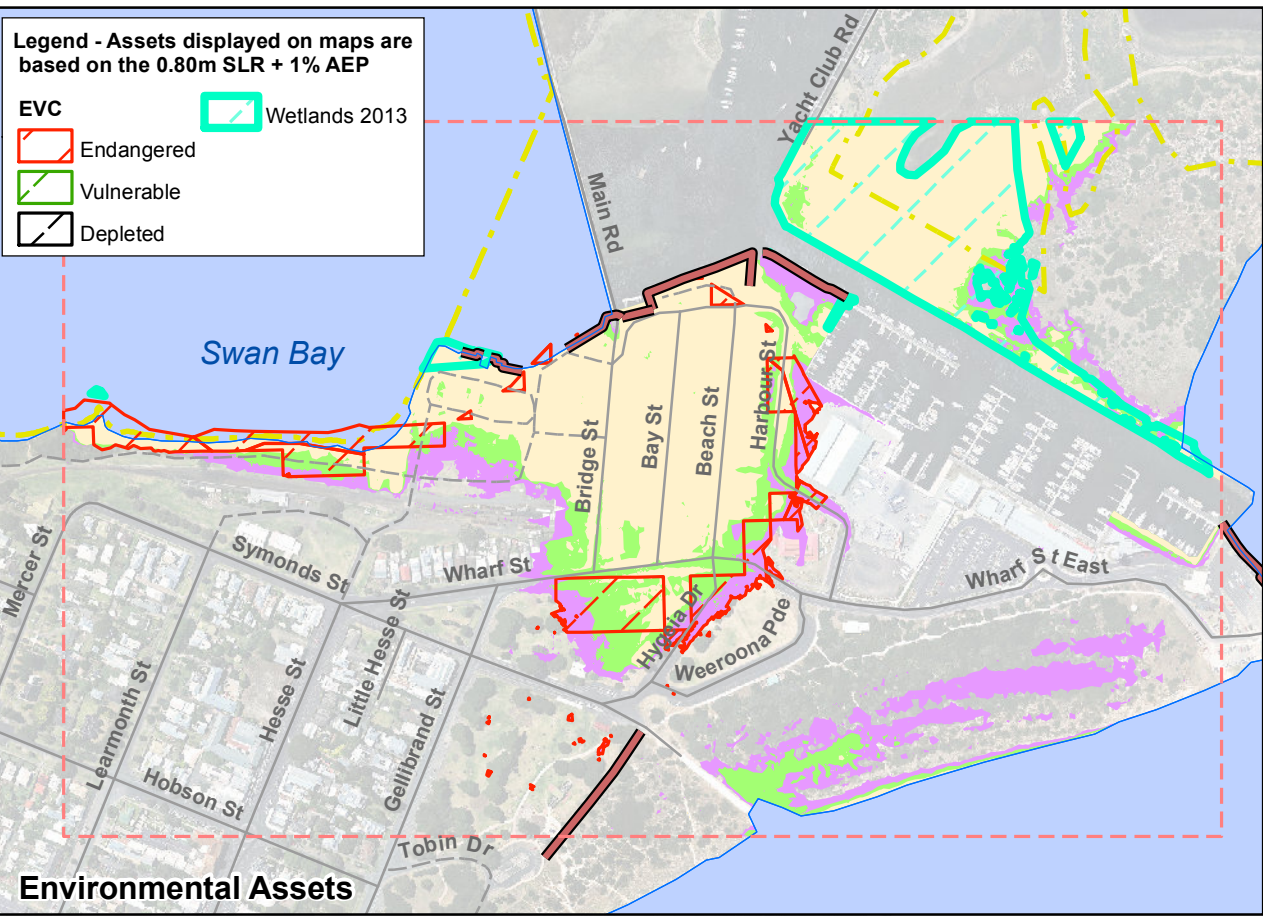 Legend - Assets displayed on maps are
based on the 0.80m SLR + 1% AEP
EVC
Wetlands 2013
Endangered
Vulnerable
Depleted
Yacht Club Rd
Main Rd
Swan Bay
Bridge St
Bay St
Beach St
Harbour St
Mercer St
Symonds St
Wharf St
Wharf St East
Hygeia Dr
Weeroona Pde
Learmonth St
Hesse St
Little Hesse St
Gellibrand St
Hobson St
Tobin Dr
Environmental Assets